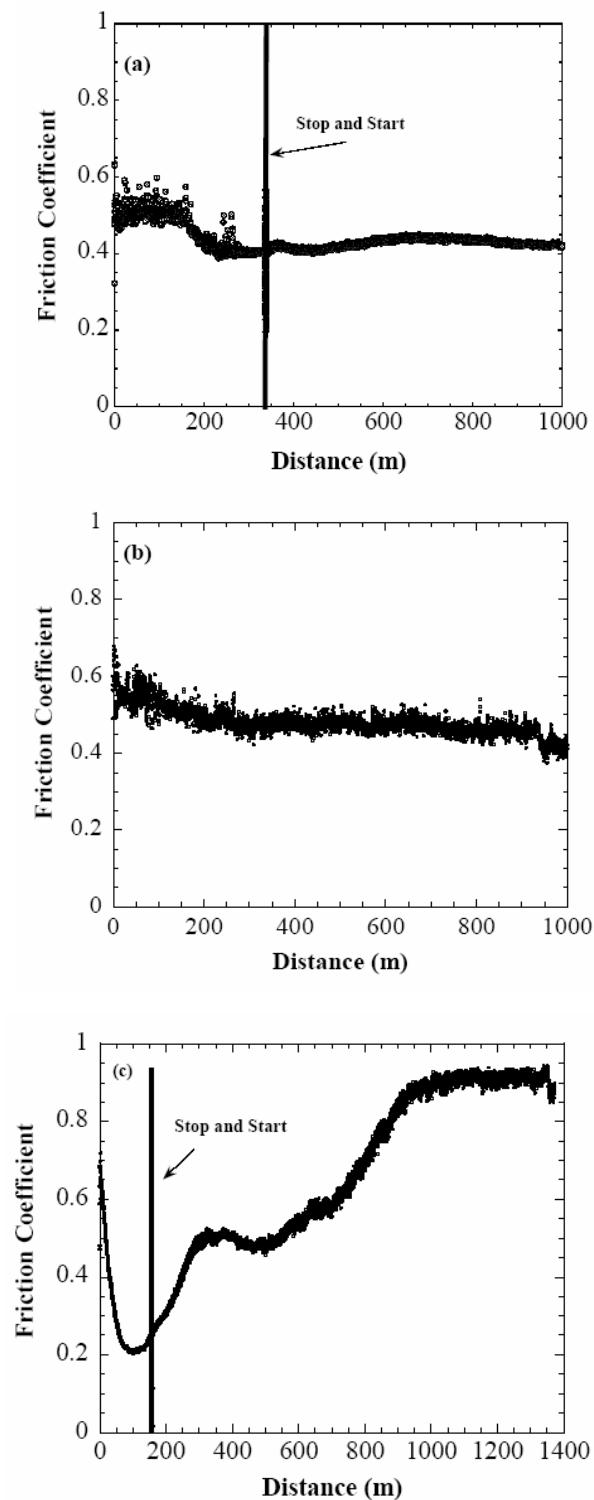 1
(a)
0.8
Stop and Start
0.6
Friction Coefficient
0.4
0.2
0
0 200 400 600 800 1000
Distance (m)
1
(b)
0.8
0.6
Friction Coefficient
0.4
0.2
0
0 200 400 600 800 1000
Distance (m)
1
(c)
0.8
Stop and Start
0.6
Friction Coefficient
0.4
0.2
0
0 200 400 600 800 1000 1200 1400
Distance (m)